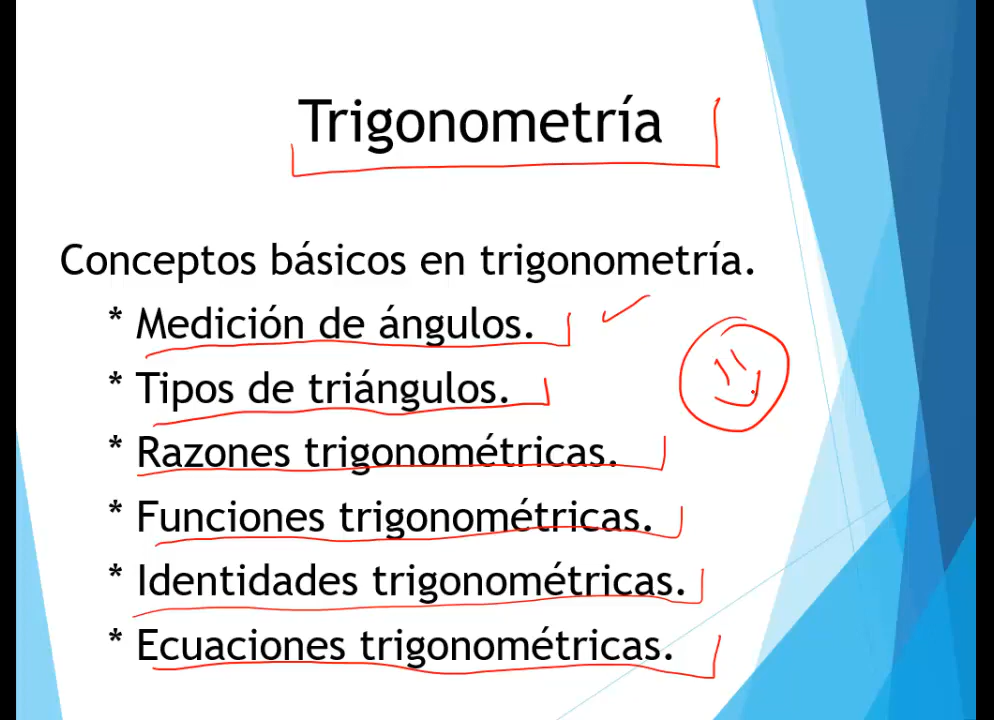 Trigonometría
Conceptos básicos en trigonometría.
* Medición de ángulos.
* Tipos de triángulos.
* Razones trigonométricas.
* Funciones trigonométricas.
* Identidades trigonométricas.
* Ecuaciones trigonométricas.